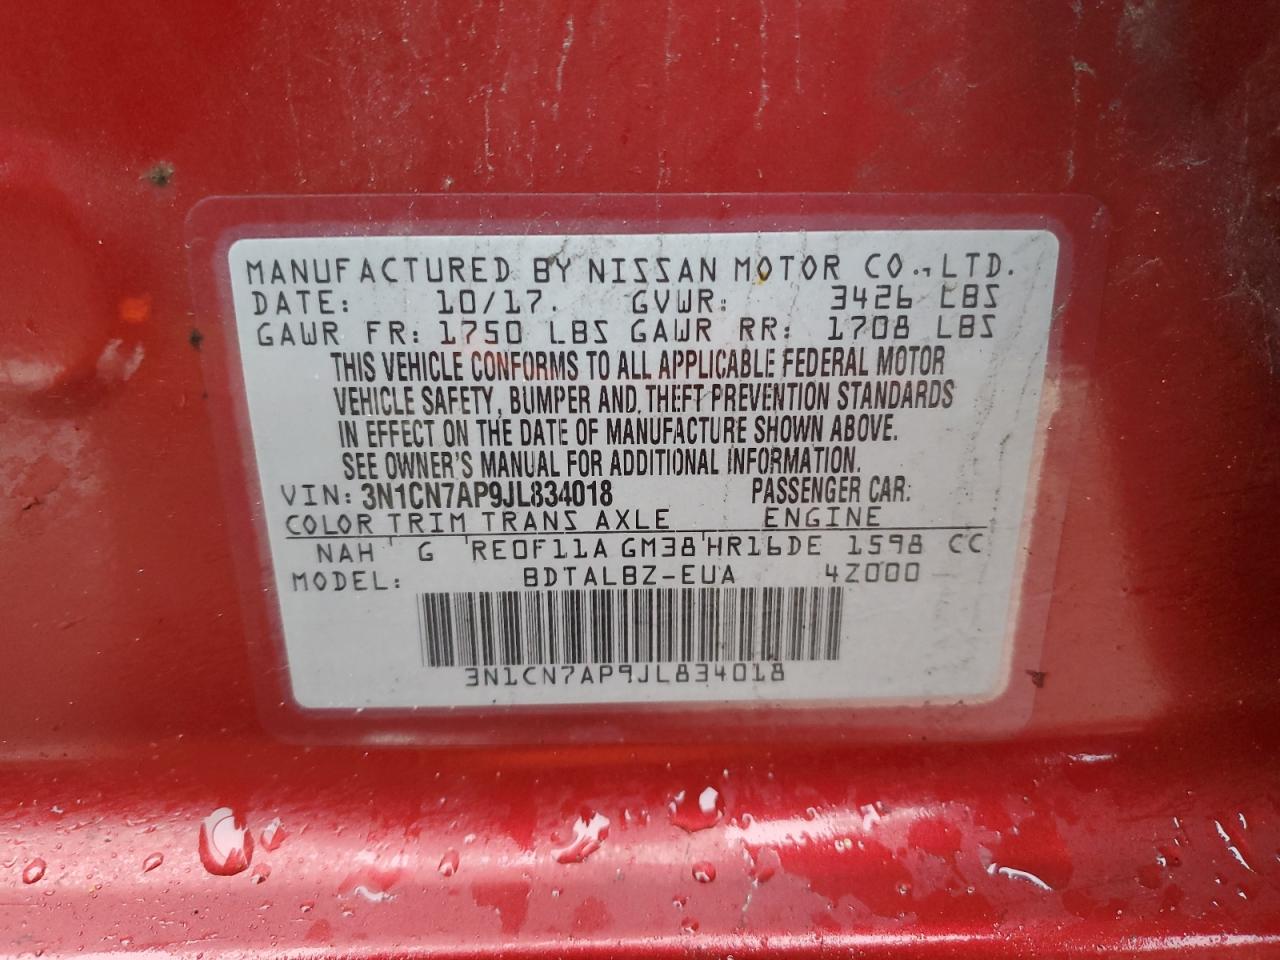 MANUFACTURED BY NISSAN MOTOR CO., LTD.
DATE: 10/17. GVWR: 3426 LBS
GAWR FR: 1750 LBS GAWR RR: 1708 LBS
THIS VEHICLE CONFORMS TO ALL APPLICABLE FEDERAL MOTOR
VEHICLE SAFETY, BUMPER AND THEFT PREVENTION STANDARDS
IN EFFECT ON THE DATE OF MANUFACTURE SHOWN ABOVE.
SEE OWNER'S MANUAL FOR ADDITIONAL INFORMATION.
VIN: 3N1CN7AP9JL834018 PASSENGER CAR:
COLOR TRIM TRANS AXLE ENGINE
NAH G RE0F11A GM38 HR16DE 1598 CC
MODEL: BDTALBZ-EUA 4Z000
3N1CN7AP9JL834018